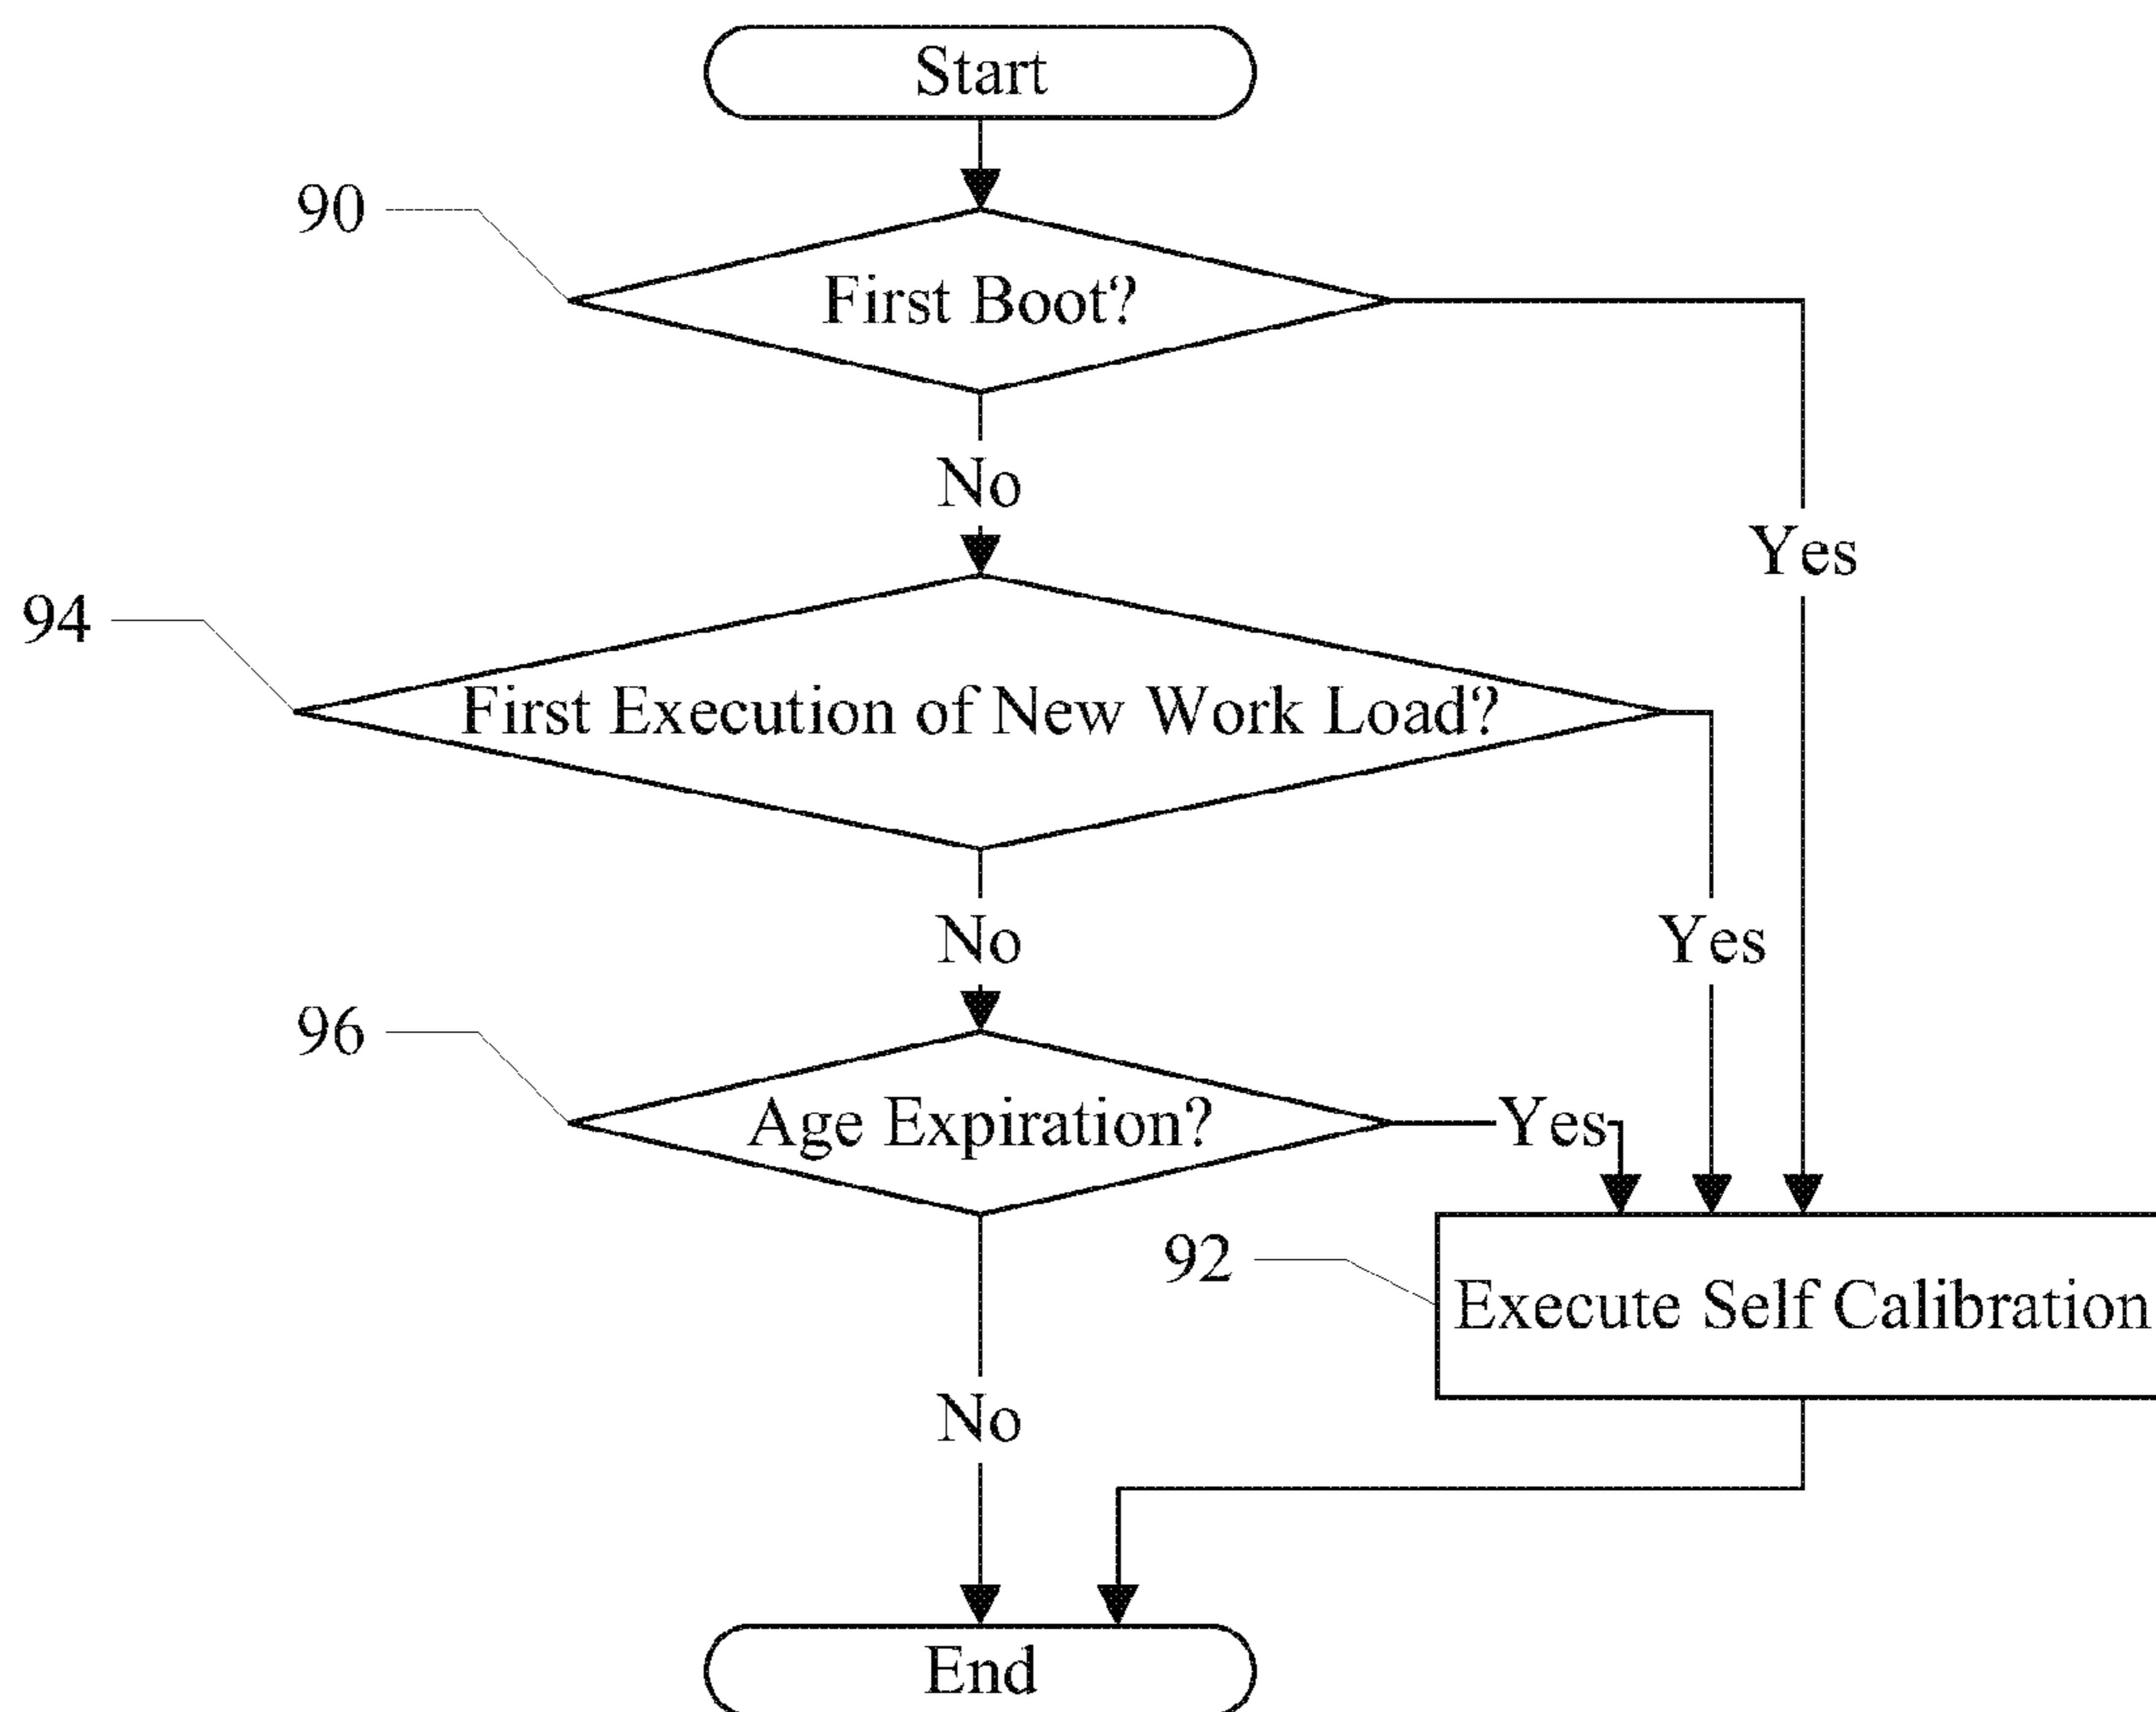 Start
90
First Boot?
No
Yes
94
First Execution of New Work Load?
No
Yes
96
Age Expiration?
Yes
92
Execute Self Calibration
No
End